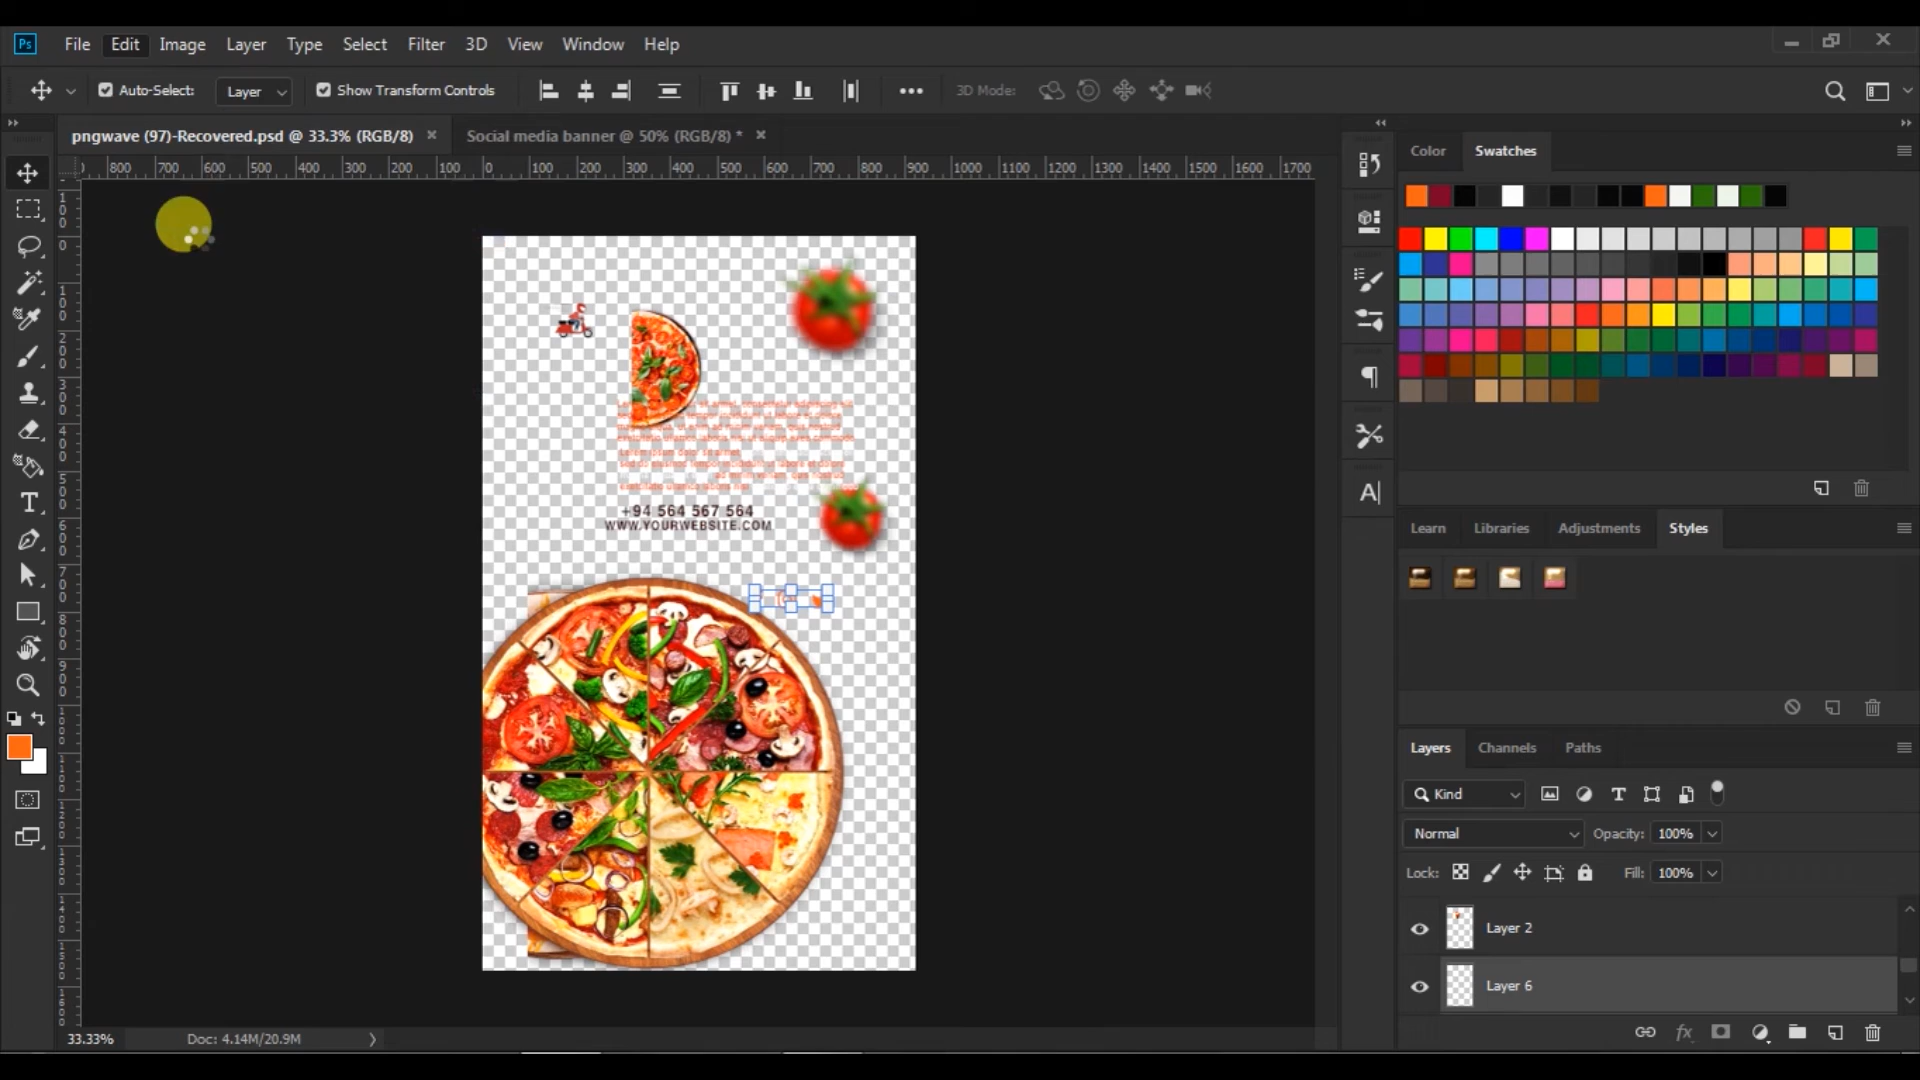 Ps File Edit Image Layer Type Select Filter 3D View Window Help
Auto-Select: Layer Show Transform Controls 3D Mode:
pngwave (97)-Recovered.psd @ 33.3% (RGB/8) Social media banner @ 50% (RGB/8) *
800 700 600 500 400 300 200 100 0 100 200 300 400 500 600 700 800 900 1000 1100 1200 1300 1400 1500 1600 1700
Color Swatches
+94 564 567 564
WWW.YOURWEBSITE.COM
Learn Libraries Adjustments Styles
Layers Channels Paths
Kind
Normal Opacity: 100%
Lock: Fill: 100%
Layer 2
Layer 6
33.33% Doc: 4.14M/20.9M